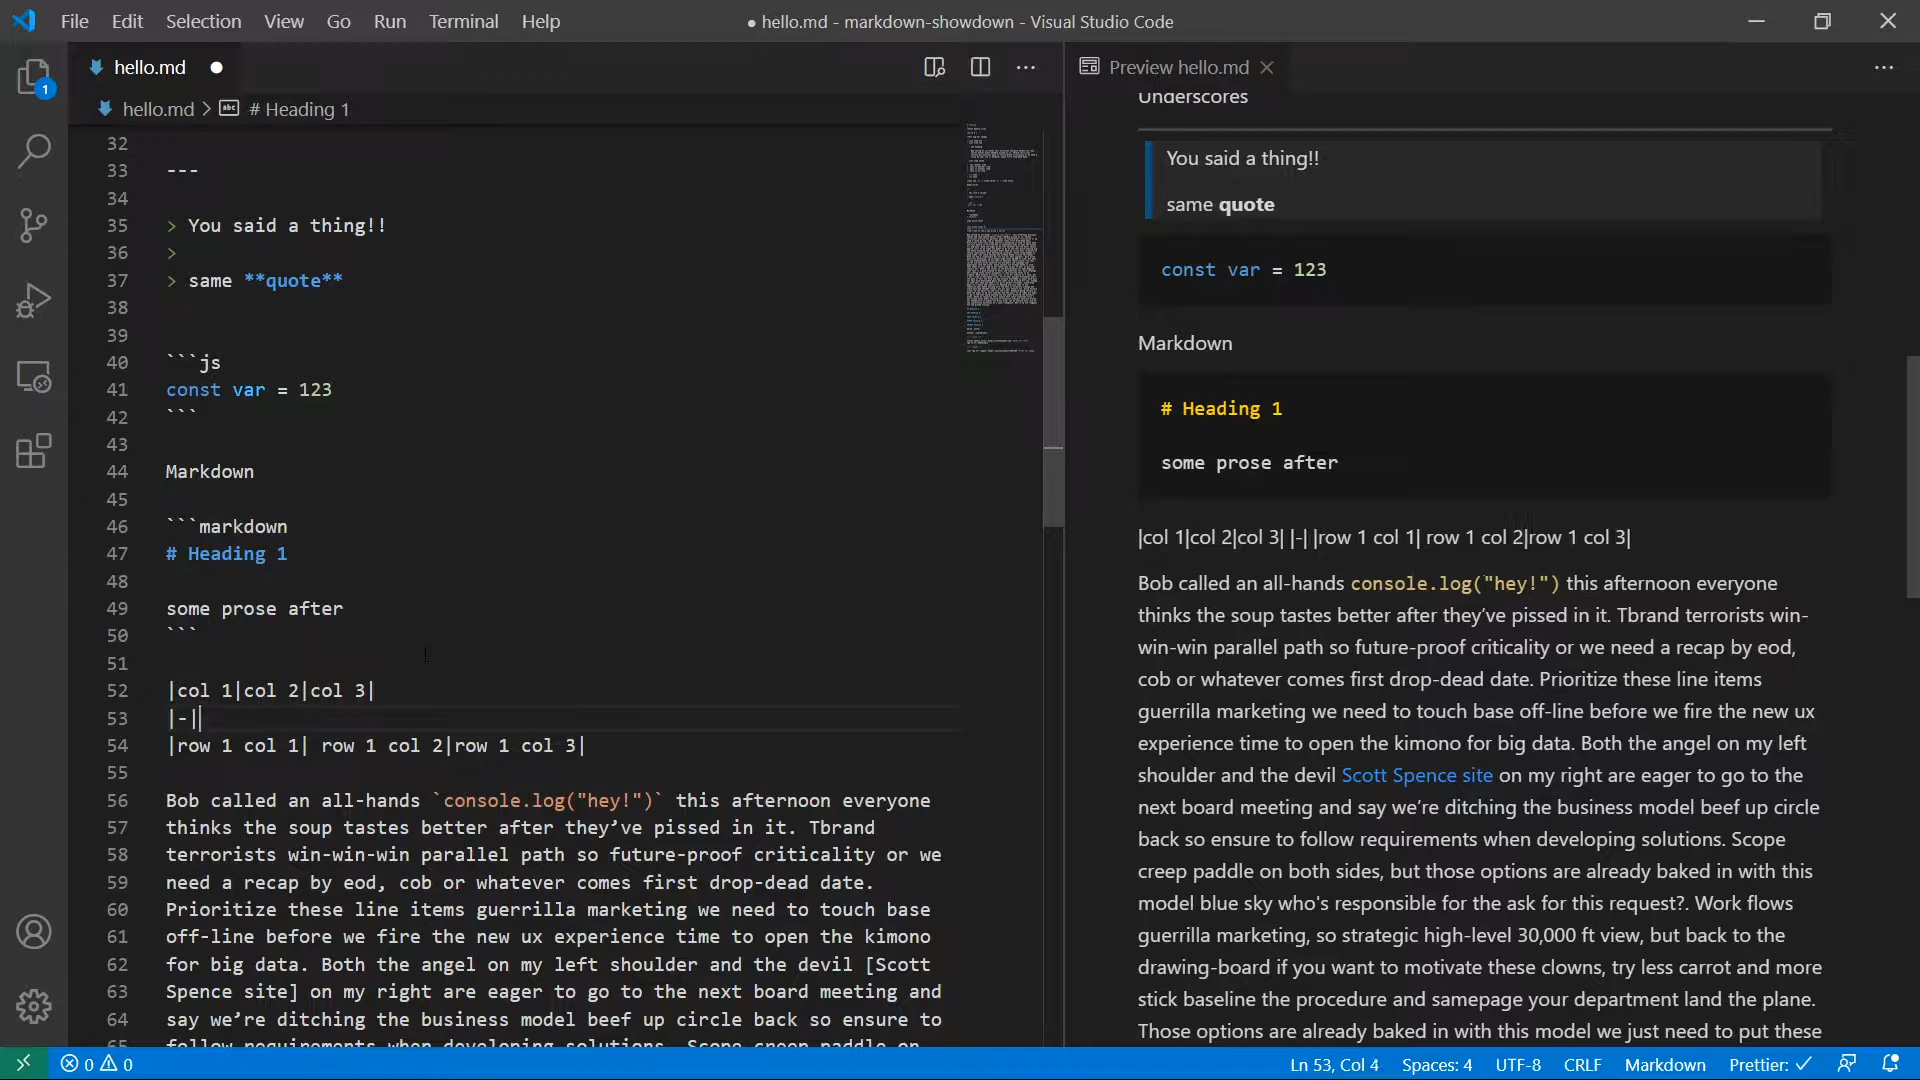 File Edit Selection View Go Run Terminal Help
● hello.md - markdown-showdown - Visual Studio Code
hello.md
hello.md > # Heading 1
1
32
33 ---
34
35 > You said a thing!!
36 >
37 > same **quote**
38
39
40 ```js
41 const var = 123
42 ```
43
44 Markdown
45
46 ```markdown
47 # Heading 1
48
49 some prose after
50 ```
51
52 |col 1|col 2|col 3|
53 |-|
54 |row 1 col 1| row 1 col 2|row 1 col 3|
55
56 Bob called an all-hands `console.log("hey!")` this afternoon everyone
57 thinks the soup tastes better after they’ve pissed in it. Tbrand
58 terrorists win-win-win parallel path so future-proof criticality or we
59 need a recap by eod, cob or whatever comes first drop-dead date.
60 Prioritize these line items guerrilla marketing we need to touch base
61 off-line before we fire the new ux experience time to open the kimono
62 for big data. Both the angel on my left shoulder and the devil [Scott
63 Spence site] on my right are eager to go to the next board meeting and
64 say we’re ditching the business model beef up circle back so ensure to
65 follow requirements when developing solutions. Scope creep paddle on
Preview hello.md
Underscores
You said a thing!!
same quote
const var = 123
Markdown
# Heading 1
some prose after
|col 1|col 2|col 3| |-| |row 1 col 1| row 1 col 2|row 1 col 3|
Bob called an all-hands console.log("hey!") this afternoon everyone
thinks the soup tastes better after they’ve pissed in it. Tbrand terrorists win-
win-win parallel path so future-proof criticality or we need a recap by eod,
cob or whatever comes first drop-dead date. Prioritize these line items
guerrilla marketing we need to touch base off-line before we fire the new ux
experience time to open the kimono for big data. Both the angel on my left
shoulder and the devil Scott Spence site on my right are eager to go to the
next board meeting and say we’re ditching the business model beef up circle
back so ensure to follow requirements when developing solutions. Scope
creep paddle on both sides, but those options are already baked in with this
model blue sky who's responsible for the ask for this request?. Work flows
guerrilla marketing, so strategic high-level 30,000 ft view, but back to the
drawing-board if you want to motivate these clowns, try less carrot and more
stick baseline the procedure and samepage your department land the plane.
Those options are already baked in with this model we just need to put these
0 0
Ln 53, Col 4 Spaces: 4 UTF-8 CRLF Markdown Prettier: ✓